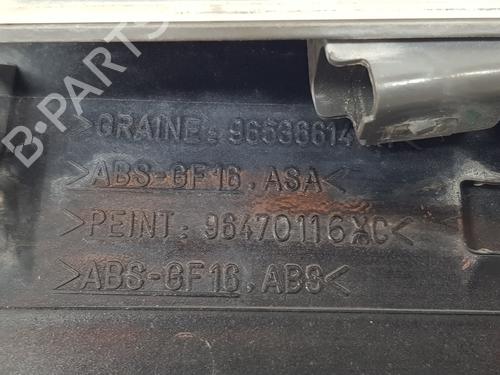 B-PARTS
>GRAINE: 96536614
>ABS-GF16.ASA<
>PEINT: 96470116XC<
>ABS-GF16.ABS<